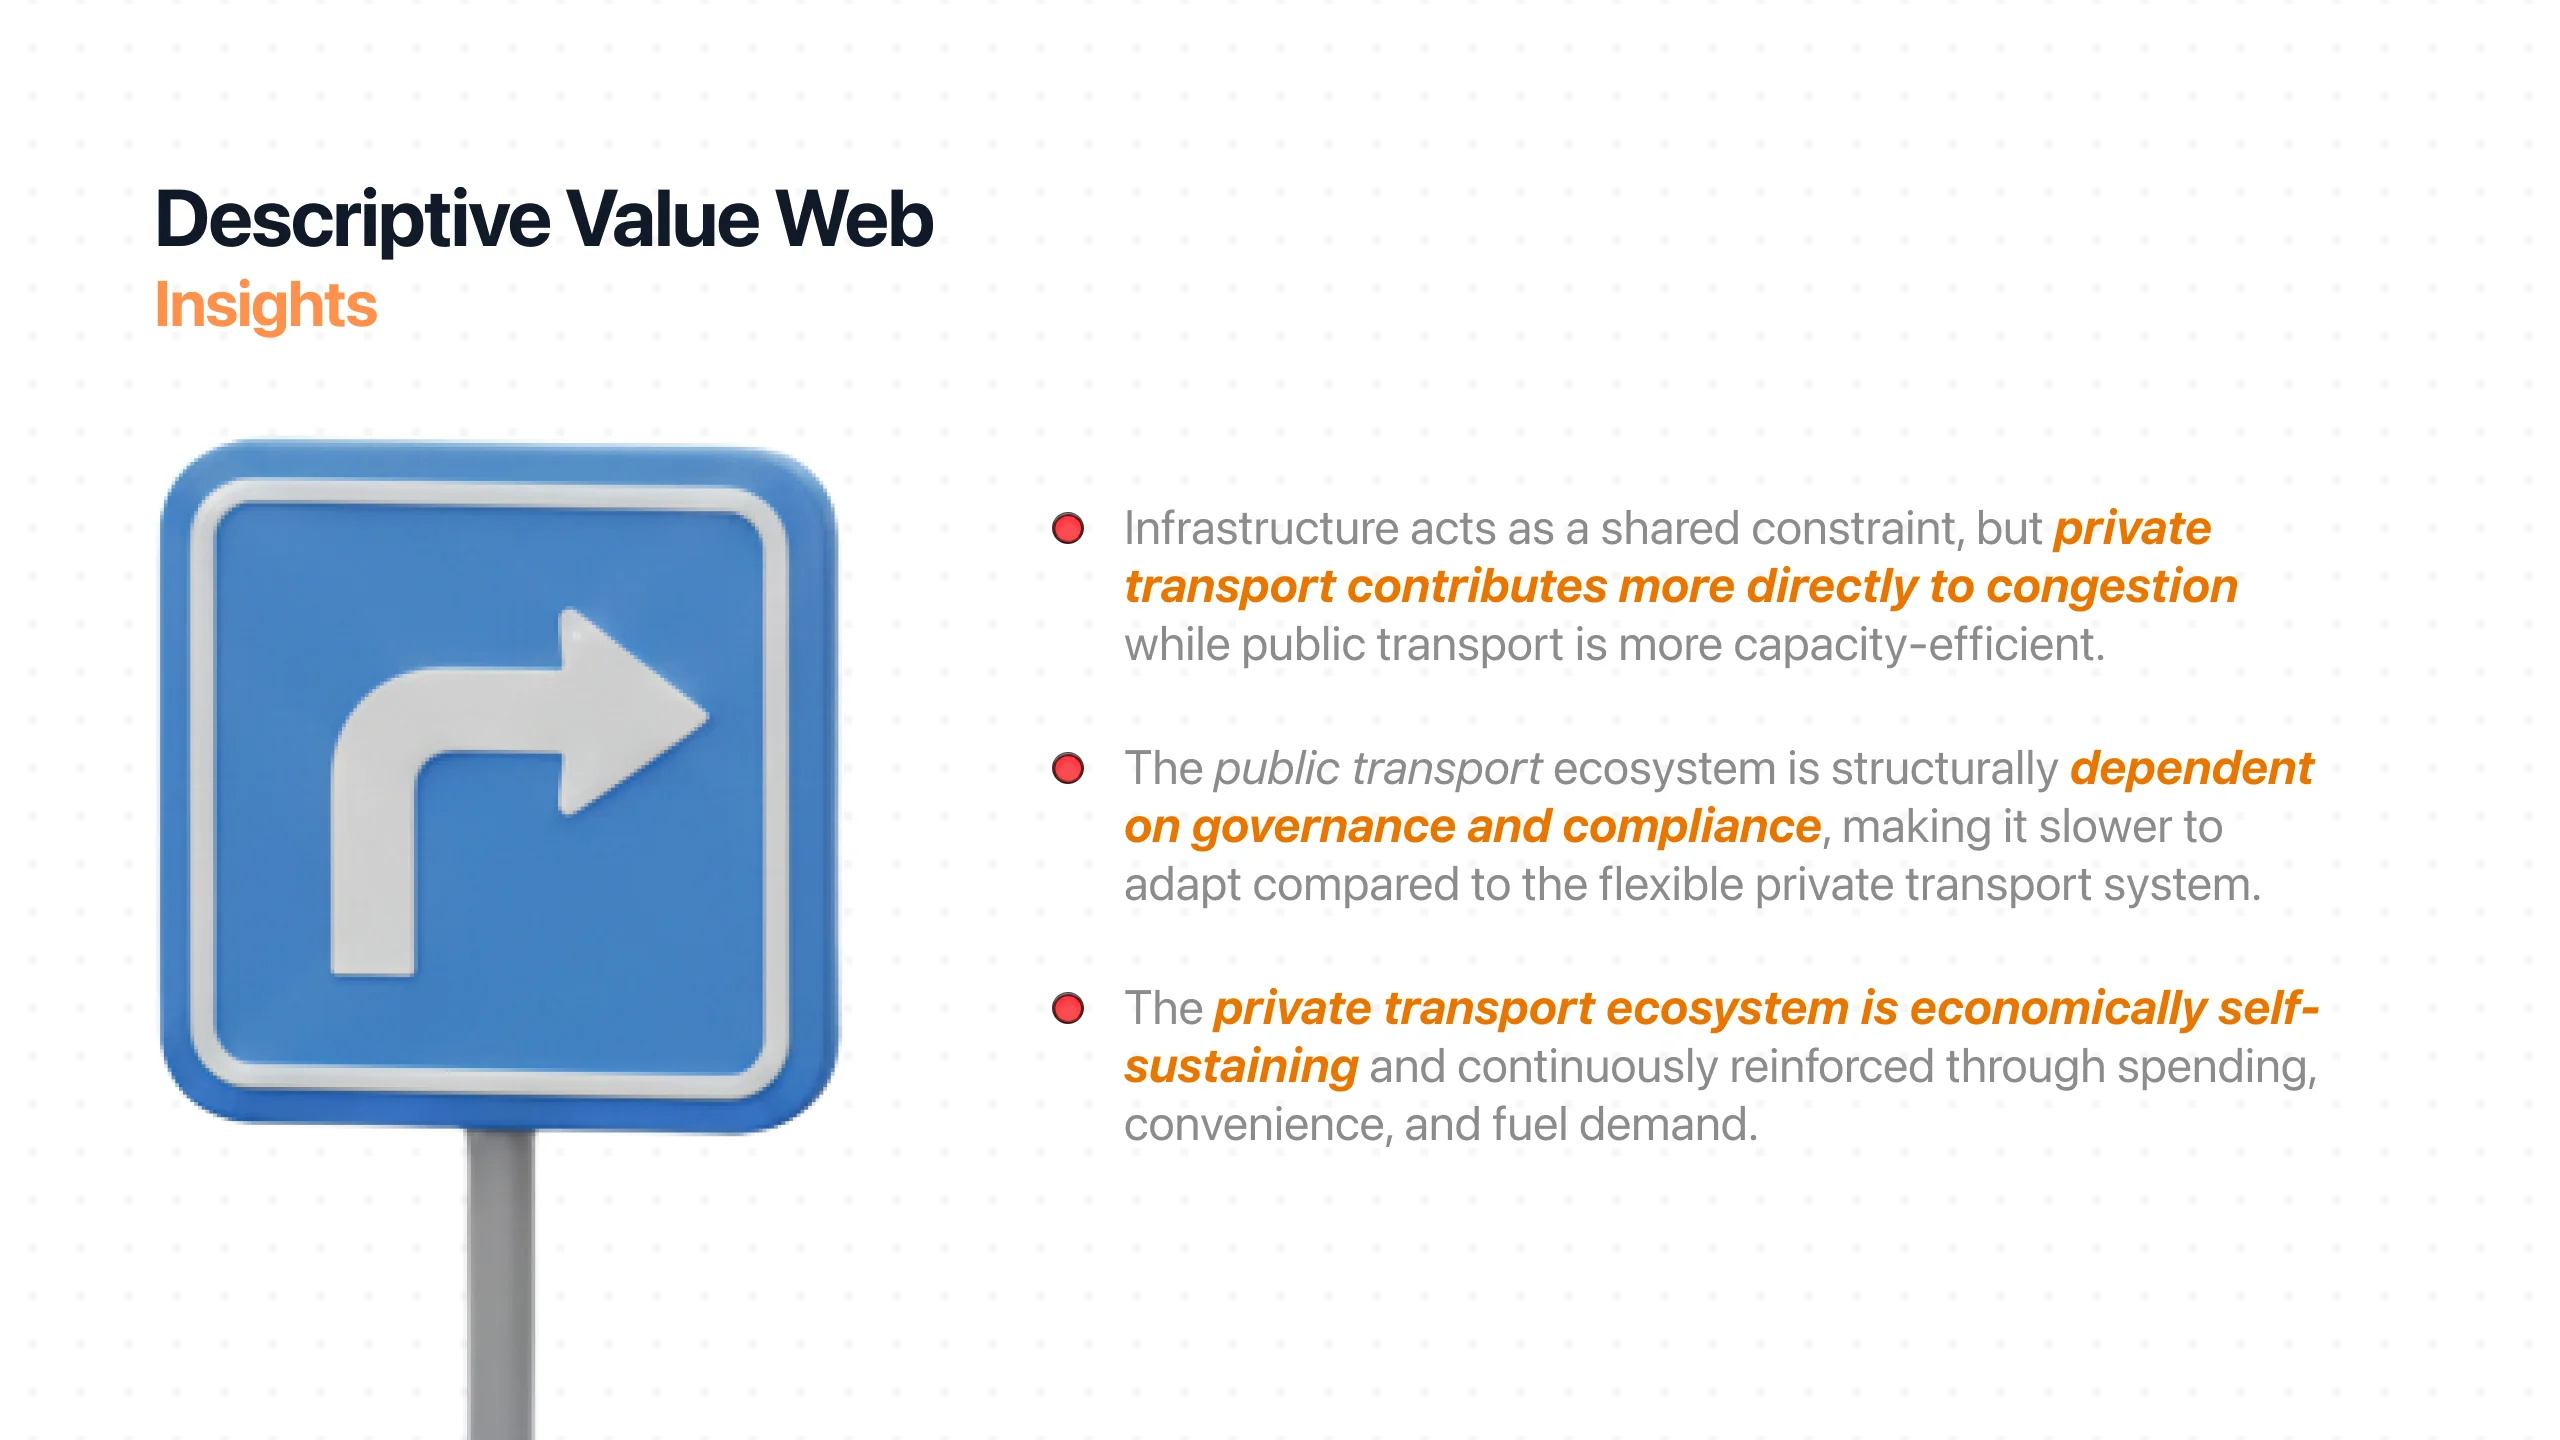 Descriptive Value Web
Insights
Infrastructure acts as a shared constraint, but private
transport contributes more directly to congestion
while public transport is more capacity-efficient.
The public transport ecosystem is structurally dependent
on governance and compliance, making it slower to
adapt compared to the flexible private transport system.
The private transport ecosystem is economically self-
sustaining and continuously reinforced through spending,
convenience, and fuel demand.